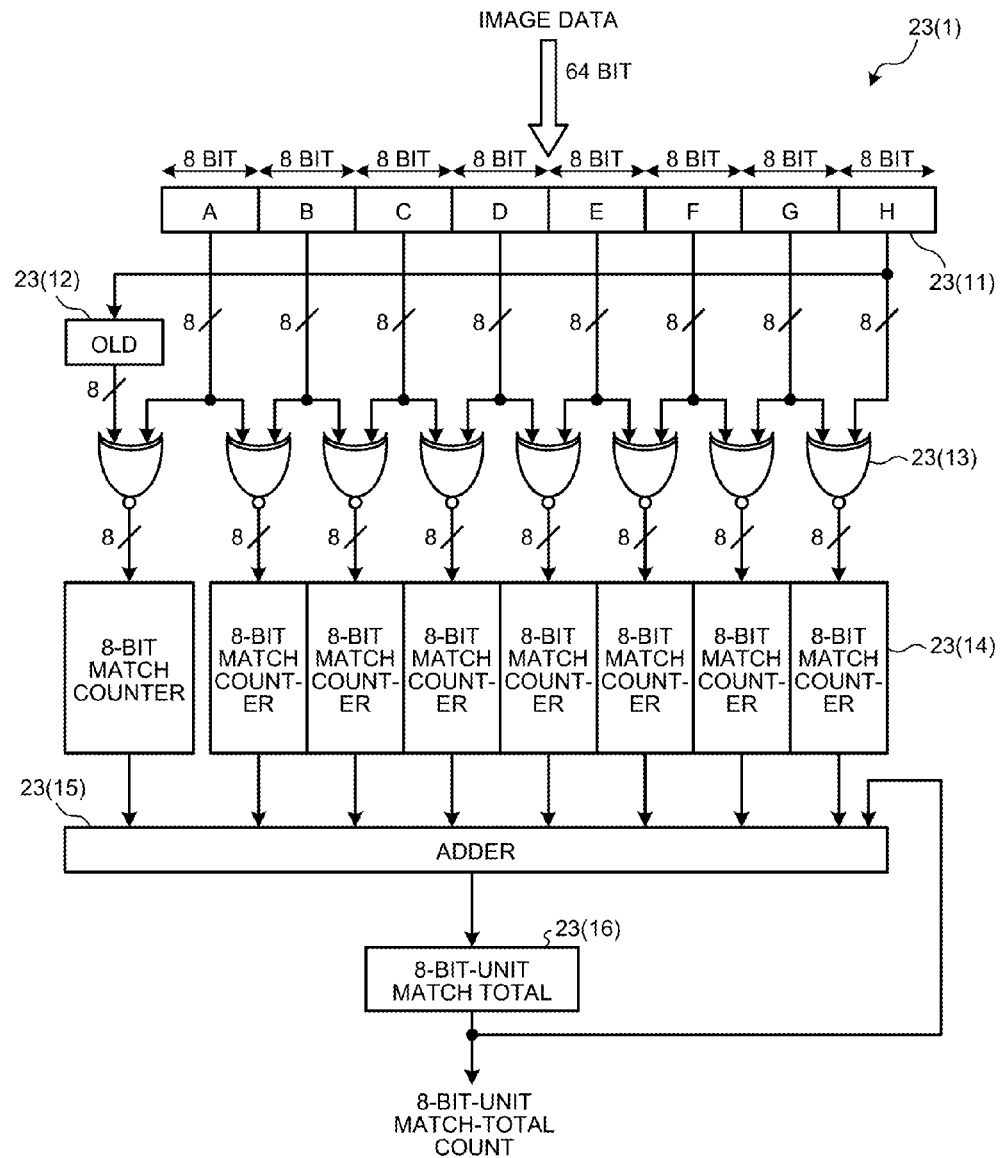 IMAGE DATA
23(1)
64 BIT
8 BIT 8 BIT 8 BIT 8 BIT 8 BIT 8 BIT 8 BIT 8 BIT
A B C D E F G H
23(11)
23(12)
OLD
8 8 8 8 8 8 8 8
8
23(13)
8 8 8 8 8 8 8 8
8-BIT
MATCH
COUNTER
8-BIT
MATCH
COUNT-
ER
8-BIT
MATCH
COUNT-
ER
8-BIT
MATCH
COUNT-
ER
8-BIT
MATCH
COUNT-
ER
8-BIT
MATCH
COUNT-
ER
8-BIT
MATCH
COUNT-
ER
8-BIT
MATCH
COUNT-
ER
23(14)
23(15)
ADDER
23(16)
8-BIT-UNIT
MATCH TOTAL
8-BIT-UNIT
MATCH-TOTAL
COUNT